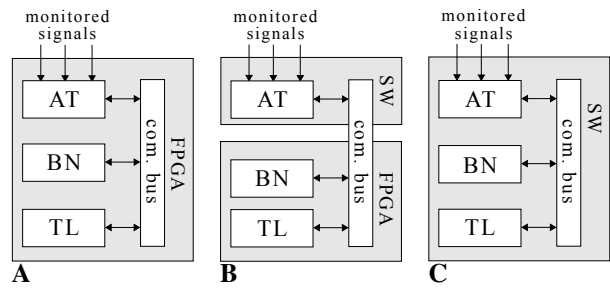 monitored
signals
AT
BN
TL
com. bus
FPGA
A
monitored
signals
AT
SW
BN
TL
com. bus
FPGA
B
monitored
signals
AT
BN
TL
com. bus
SW
C